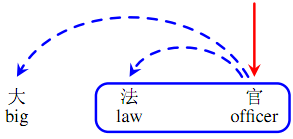 大 法 官
big law officer